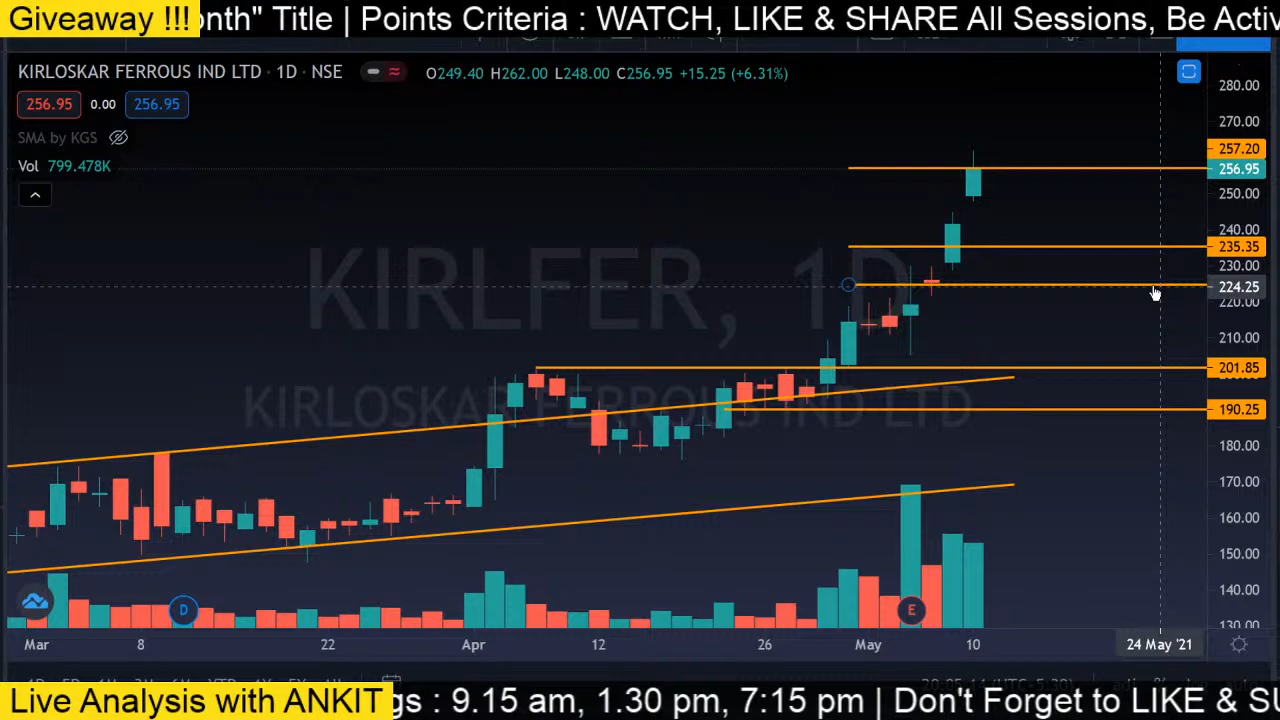 Giveaway !!! onth" Title | Points Criteria : WATCH, LIKE & SHARE All Sessions, Be Activ
KIRLOSKAR FERROUS IND LTD · 1D · NSE O249.40 H262.00 L248.00 C256.95 +15.25 (+6.31%)
256.95 0.00 256.95
SMA by KGS
Vol 799.478K
KIRLFER, 1D
KIRLOSKAR FERROUS IND LTD
280.00
270.00
257.20
256.95
250.00
240.00
235.35
230.00
224.25
220.00
210.00
201.85
190.25
180.00
170.00
160.00
150.00
140.00
130.00
D
E
Mar 8 22 Apr 12 26 May 10 24 May '21
Live Analysis with ANKIT gs : 9.15 am, 1.30 pm, 7:15 pm | Don't Forget to LIKE & SU